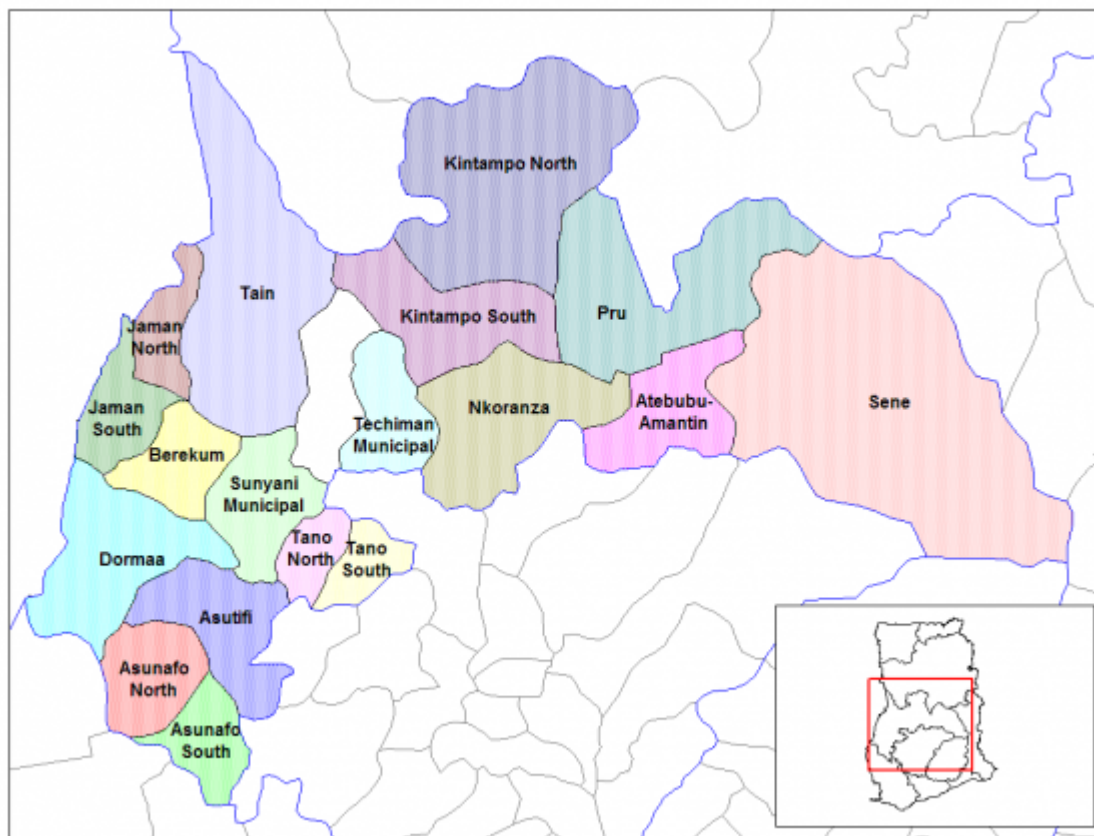 Kintampo North
Tain
Kintampo South
Pru
Jaman
North
Jaman
South
Nkoranza
Atebubu-
Amantin
Sene
Techiman
Municipal
Berekum
Sunyani
Municipal
Tano
North
Tano
South
Dormaa
Asutifi
Asunafo
North
Asunafo
South